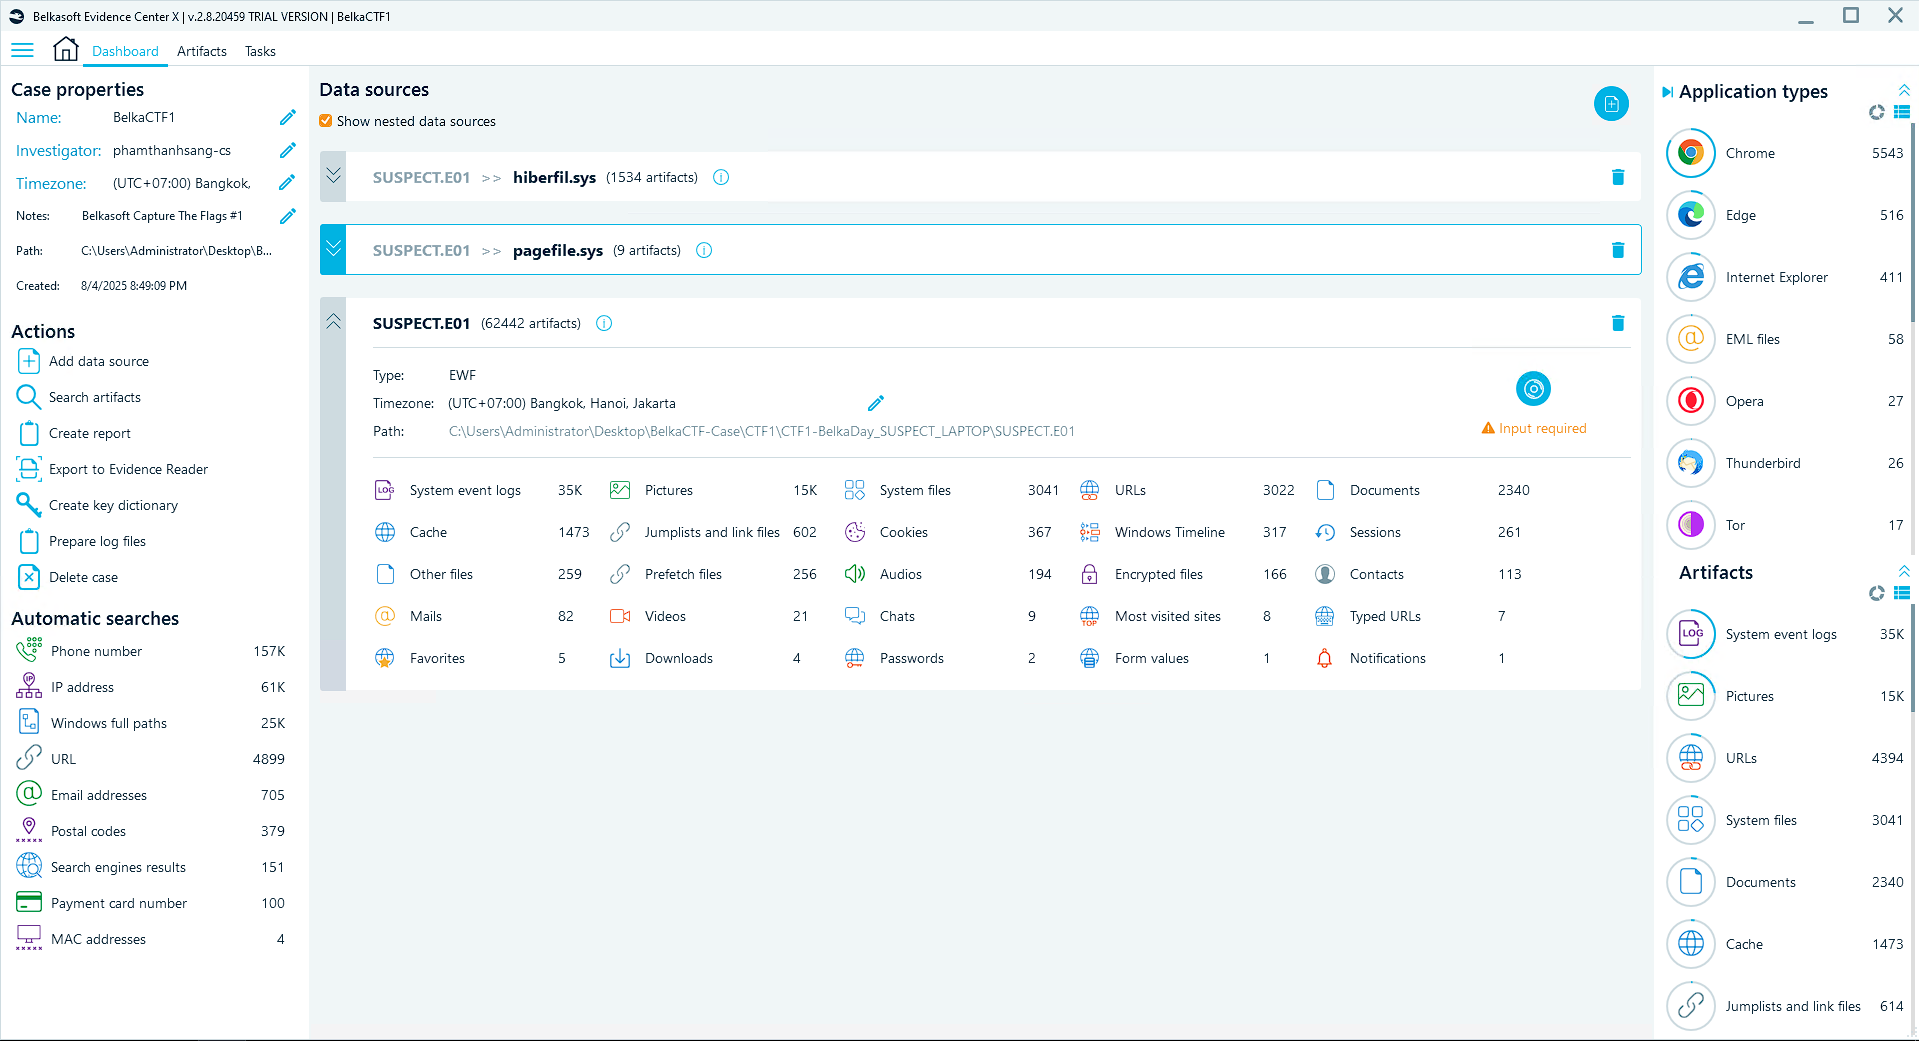 Belkasoft Evidence Center X | v.2.8.20459 TRIAL VERSION | BelkaCTF1
Dashboard Artifacts Tasks
Case properties
Name: BelkaCTF1
Investigator: phamthanhsang-cs
Timezone: (UTC+07:00) Bangkok,
Notes: Belkasoft Capture The Flags #1
Path: C:\Users\Administrator\Desktop\B...
Created: 8/4/2025 8:49:09 PM
Actions
Add data source
Search artifacts
Create report
Export to Evidence Reader
Create key dictionary
Prepare log files
Delete case
Automatic searches
Phone number 157K
IP address 61K
Windows full paths 25K
URL 4899
Email addresses 705
Postal codes 379
Search engines results 151
Payment card number 100
MAC addresses 4
Data sources
Show nested data sources
SUSPECT.E01 >> hiberfil.sys (1534 artifacts)
SUSPECT.E01 >> pagefile.sys (9 artifacts)
SUSPECT.E01 (62442 artifacts)
Type: EWF
Timezone: (UTC+07:00) Bangkok, Hanoi, Jakarta
Path: C:\Users\Administrator\Desktop\BelkaCTF-Case\CTF1\CTF1-BelkaDay_SUSPECT_LAPTOP\SUSPECT.E01
Input required
LOG System event logs 35K Pictures 15K System files 3041 URLs 3022 Documents 2340
Cache 1473 Jumplists and link files 602 Cookies 367 Windows Timeline 317 Sessions 261
Other files 259 Prefetch files 256 Audios 194 Encrypted files 166 Contacts 113
Mails 82 Videos 21 Chats 9 TOP Most visited sites 8 Typed URLs 7
Favorites 5 Downloads 4 Passwords 2 Form values 1 Notifications 1
Application types
Chrome 5543
Edge 516
Internet Explorer 411
EML files 58
Opera 27
Thunderbird 26
Tor 17
Artifacts
LOG System event logs 35K
Pictures 15K
URLs 4394
System files 3041
Documents 2340
Cache 1473
Jumplists and link files 614